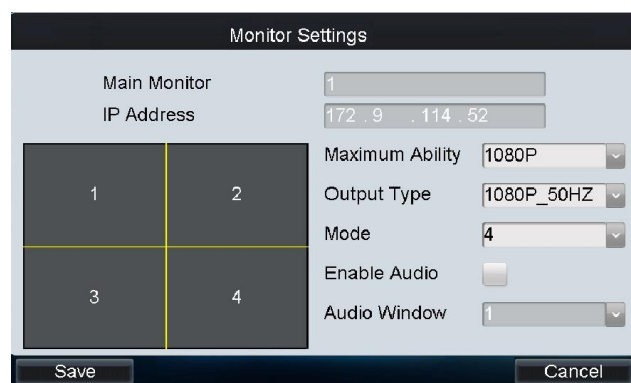 Monitor Settings
Main Monitor 1
IP Address 172 . 9 . 114 . 52
1 2
3 4
Maximum Ability 1080P
Output Type 1080P_50HZ
Mode 4
Enable Audio
Audio Window 1
Save Cancel